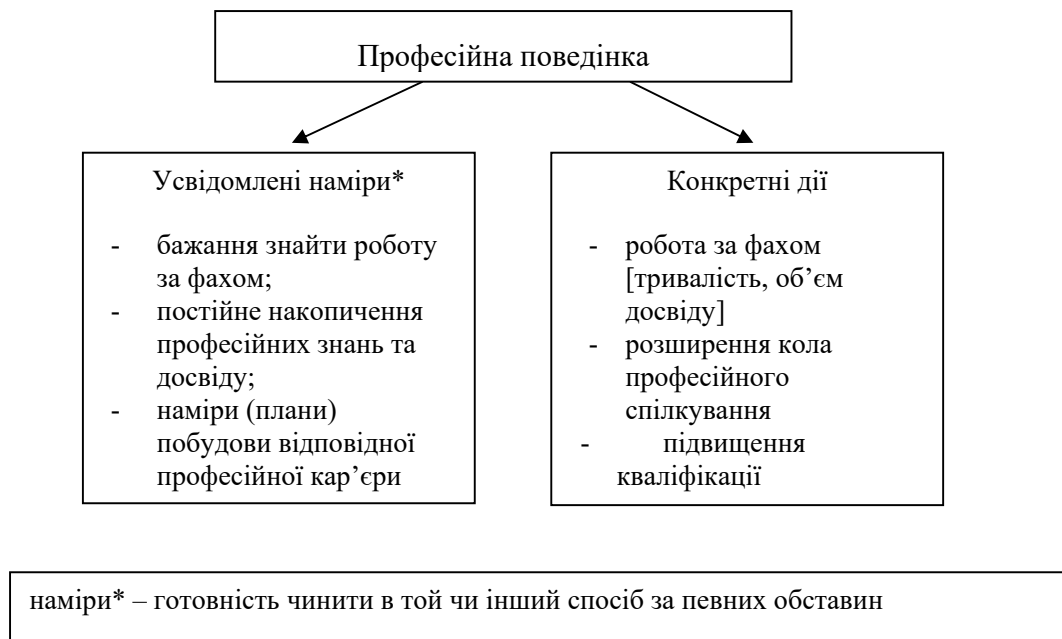 Професійна поведінка
Усвідомлені наміри*
- бажання знайти роботу
за фахом;
- постійне накопичення
професійних знань та
досвіду;
- наміри (плани)
побудови відповідної
професійної кар’єри
Конкретні дії
- робота за фахом
[тривалість, об’єм
досвіду]
- розширення кола
професійного
спілкування
- підвищення
кваліфікації
наміри* – готовність чинити в той чи інший спосіб за певних обставин